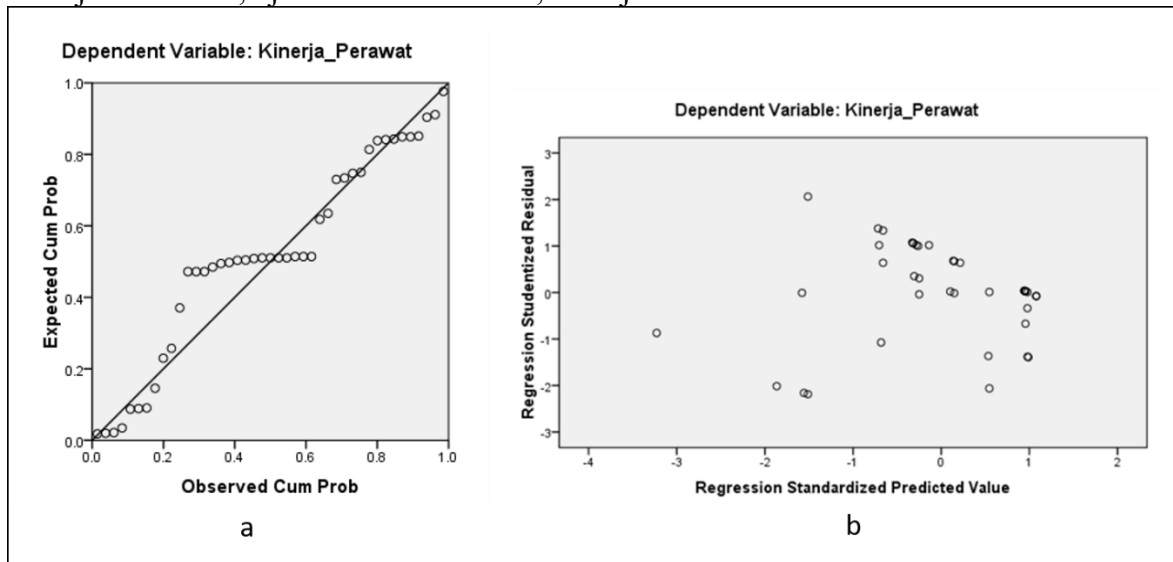 Dependent Variable: Kinerja_Perawat
1.0
0.8
0.6
0.4
0.2
0.0
Expected Cum Prob
0.0 0.2 0.4 0.6 0.8 1.0
Observed Cum Prob
a
Dependent Variable: Kinerja_Perawat
3
2
1
0
-1
-2
-3
Regression Studentized Residual
-4 -3 -2 -1 0 1 2
Regression Standardized Predicted Value
b